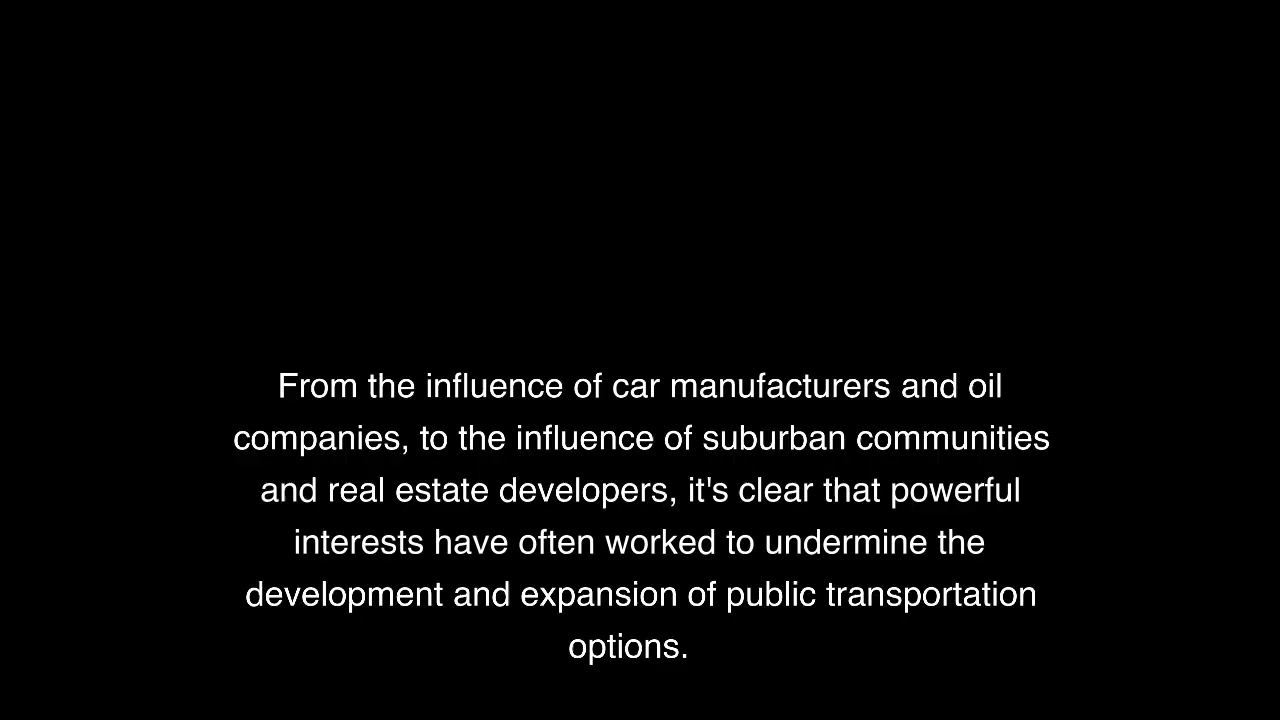 From the influence of car manufacturers and oil
companies, to the influence of suburban communities
and real estate developers, it's clear that powerful
interests have often worked to undermine the
development and expansion of public transportation
options.